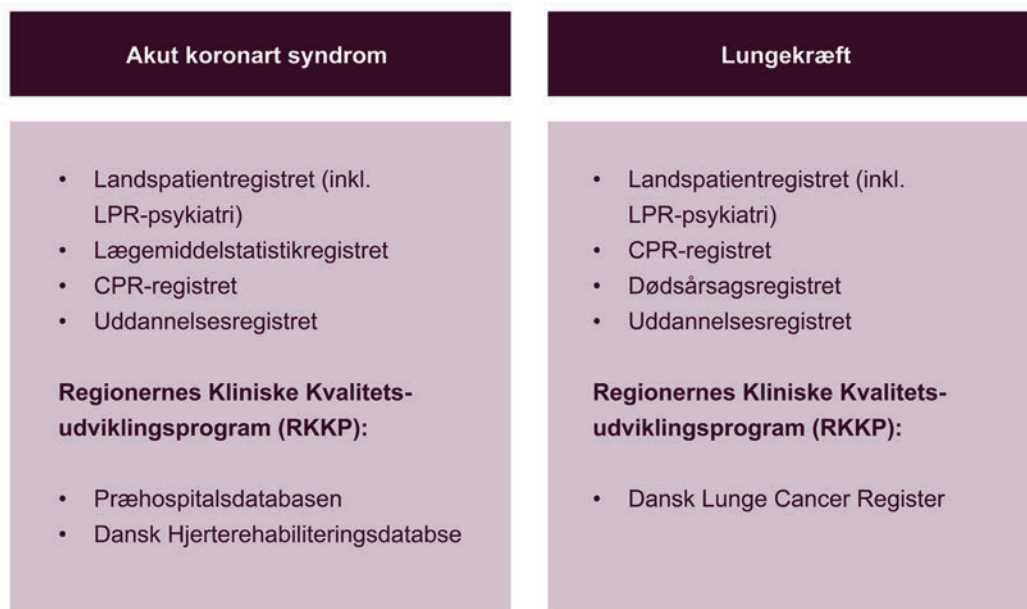 Akut koronart syndrom
• Landspatientregistret (inkl.
LPR-psykiatri)
• Lægemiddelstatistikregistret
• CPR-registret
• Uddannelsesregistret
Regionernes Kliniske Kvalitets-
udviklingsprogram (RKKP):
• Præhospitalsdatabasen
• Dansk Hjerterehabiliteringsdatabse
Lungekræft
• Landspatientregistret (inkl.
LPR-psykiatri)
• CPR-registret
• Dødsårsagsregistret
• Uddannelsesregistret
Regionernes Kliniske Kvalitets-
udviklingsprogram (RKKP):
• Dansk Lunge Cancer Register